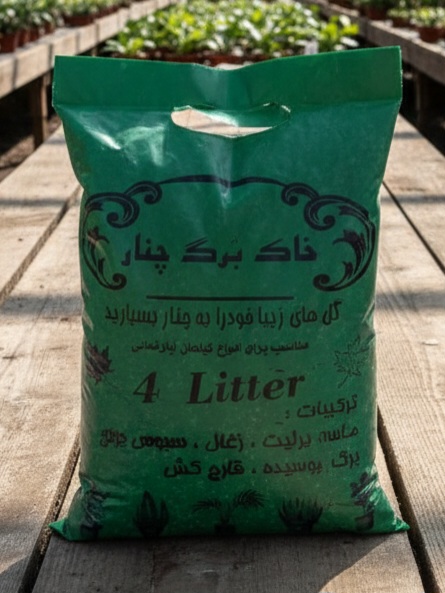 خاک برگ چنار
گل های زیبا خودرا به چنار بسپارید
مناسب برای انواع گیاهان آپارتمانی
4 Litter
ترکیبات :
ماسه پرلیت ، زغال ، سبوس برنج
برگ پوسیده ، قارچ کش